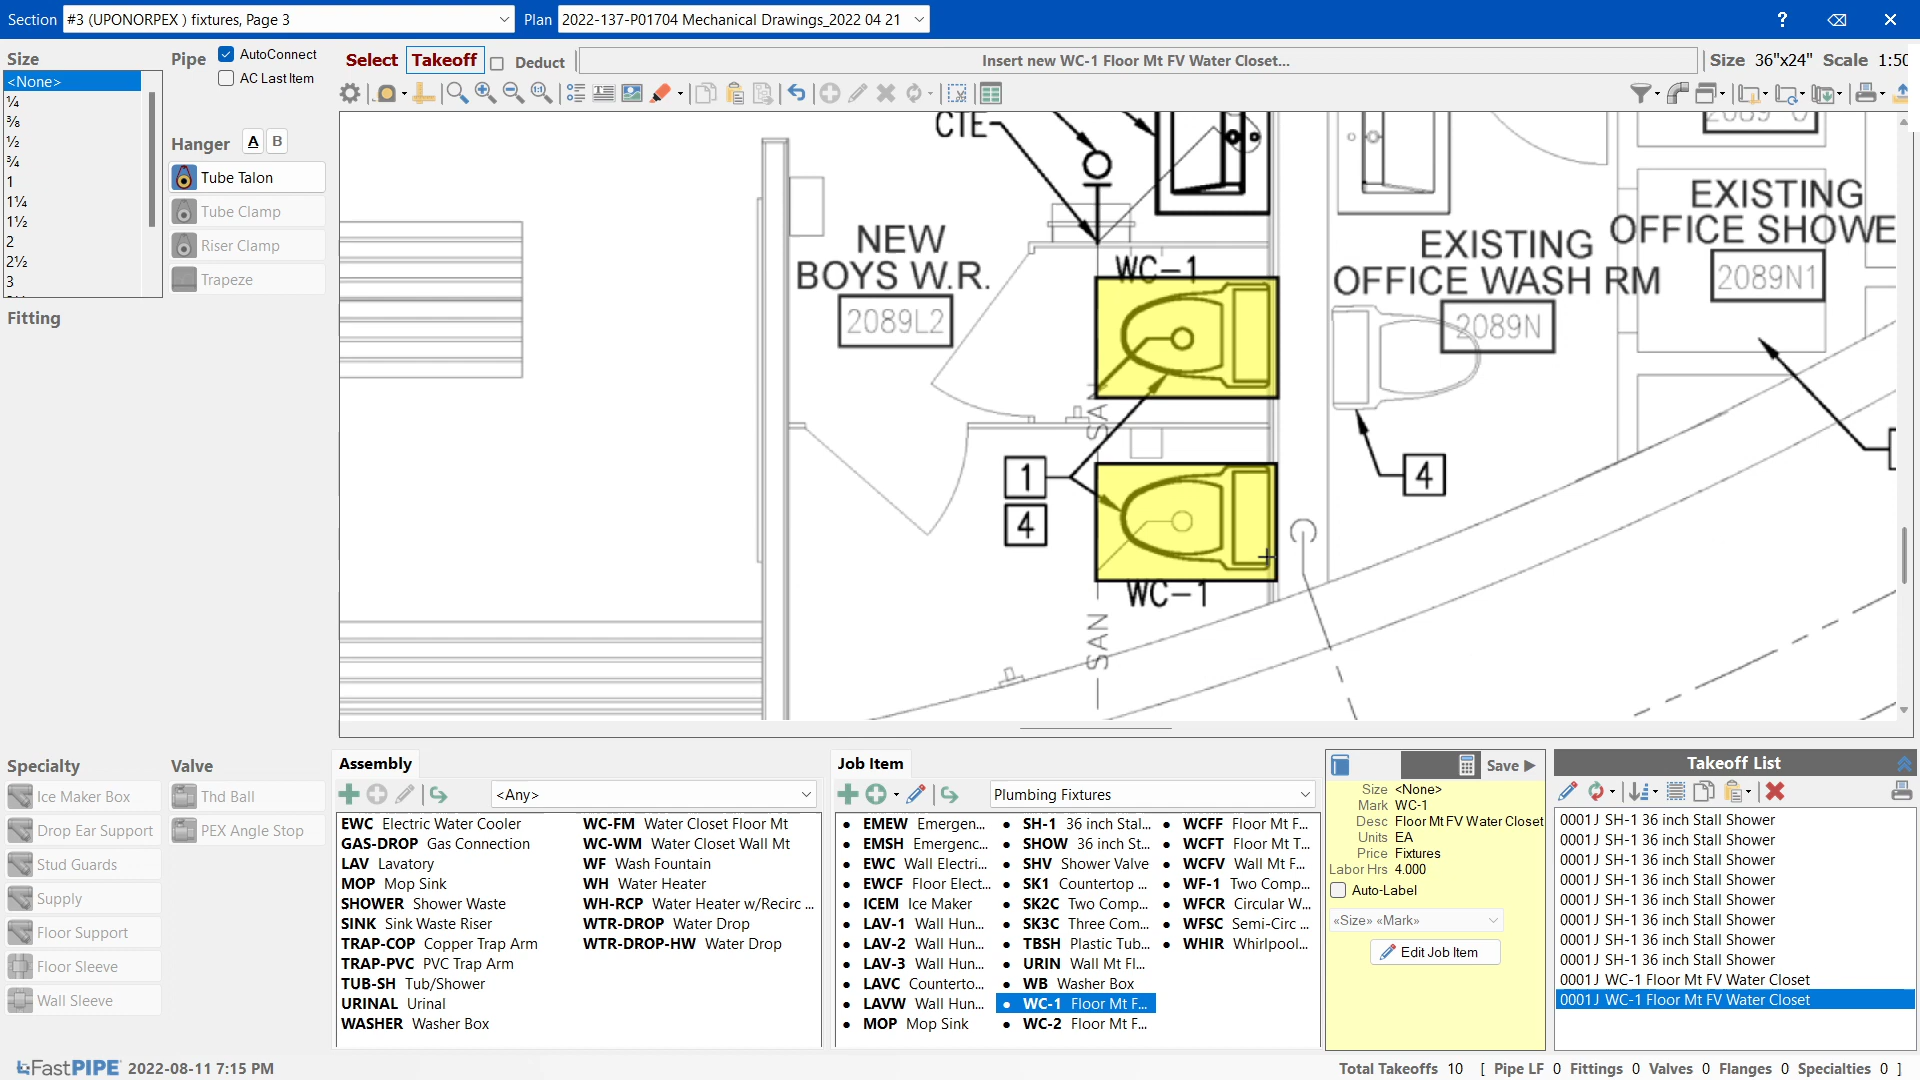 Section #3 (UPONORPEX ) fixtures, Page 3 Plan 2022-137-P01704 Mechanical Drawings_2022 04 21
Size
<None>
¼
⅜
½
¾
1
1¼
1½
2
2½
3
Pipe
AutoConnect
AC Last Item
Hanger A B
Tube Talon
Tube Clamp
Riser Clamp
Trapeze
Fitting
Select Takeoff Deduct
Insert new WC-1 Floor Mt FV Water Closet...
Size 36"x24" Scale 1:50
CTE
NEW
BOYS W.R.
2089L2
WC-1
SAN
1
4
WC-1
SAN
EXISTING
OFFICE WASH RM
2089N
4
EXISTING
OFFICE SHOWE
2089N1
Specialty
Ice Maker Box
Drop Ear Support
Stud Guards
Supply
Floor Support
Floor Sleeve
Wall Sleeve
Valve
Thd Ball
PEX Angle Stop
Assembly
<Any>
EWC Electric Water Cooler
GAS-DROP Gas Connection
LAV Lavatory
MOP Mop Sink
SHOWER Shower Waste
SINK Sink Waste Riser
TRAP-COP Copper Trap Arm
TRAP-PVC PVC Trap Arm
TUB-SH Tub/Shower
URINAL Urinal
WASHER Washer Box
WC-FM Water Closet Floor Mt
WC-WM Water Closet Wall Mt
WF Wash Fountain
WH Water Heater
WH-RCP Water Heater w/Recirc ...
WTR-DROP Water Drop
WTR-DROP-HW Water Drop
Job Item
Plumbing Fixtures
• EMEW Emergen...
• EMSH Emergenc...
• EWC Wall Electri...
• EWCF Floor Elect...
• ICEM Ice Maker
• LAV-1 Wall Hun...
• LAV-2 Wall Hun...
• LAV-3 Wall Hun...
• LAVC Counterto...
• LAVW Wall Hun...
• MOP Mop Sink
• SH-1 36 inch Stal...
• SHOW 36 inch St...
• SHV Shower Valve
• SK1 Countertop ...
• SK2C Two Comp...
• SK3C Three Com...
• TBSH Plastic Tub...
• URIN Wall Mt Fl...
• WB Washer Box
• WC-1 Floor Mt F...
• WC-2 Floor Mt F...
• WCFF Floor Mt F...
• WCFT Floor Mt T...
• WCFV Wall Mt F...
• WF-1 Two Comp...
• WFCR Circular W...
• WFSC Semi-Circ ...
• WHIR Whirlpool...
Save
Size <None>
Mark WC-1
Desc Floor Mt FV Water Closet
Units EA
Price Fixtures
Labor Hrs 4.000
Auto-Label
«Size» «Mark»
Edit Job Item
Takeoff List
0001J SH-1 36 inch Stall Shower
0001J SH-1 36 inch Stall Shower
0001J SH-1 36 inch Stall Shower
0001J SH-1 36 inch Stall Shower
0001J SH-1 36 inch Stall Shower
0001J SH-1 36 inch Stall Shower
0001J SH-1 36 inch Stall Shower
0001J SH-1 36 inch Stall Shower
0001J WC-1 Floor Mt FV Water Closet
0001J WC-1 Floor Mt FV Water Closet
FastPIPE 2022-08-11 7:15 PM
Total Takeoffs 10 [ Pipe LF 0 Fittings 0 Valves 0 Flanges 0 Specialties 0 ]